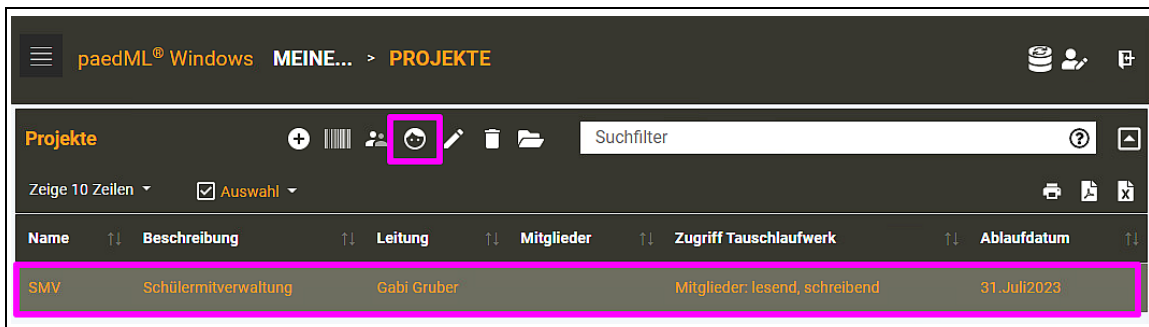 paedML® Windows MEINE... > PROJEKTE
Projekte Suchfilter
Zeige 10 Zeilen Auswahl
Name Beschreibung Leitung Mitglieder Zugriff Tauschlaufwerk Ablaufdatum
SMV Schülermitverwaltung Gabi Gruber Mitglieder: lesend, schreibend 31.Juli2023